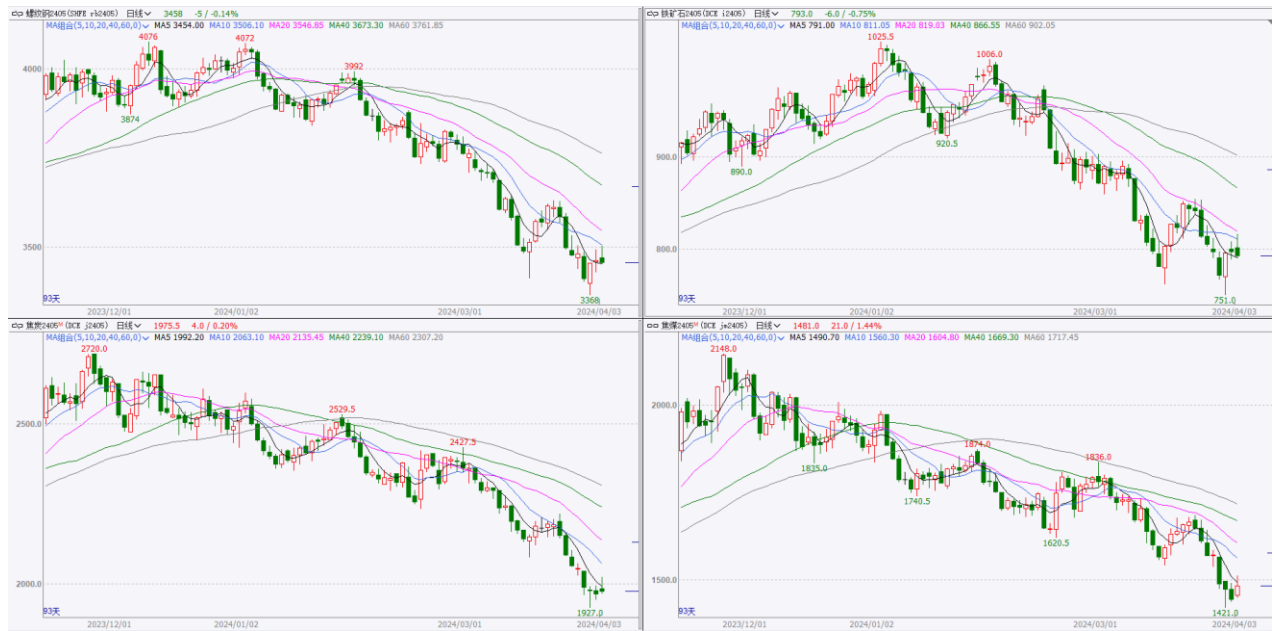 螺纹钢2405(SHFE rb2405) 日线 3458 -5 / -0.14%
MA组合(5,10,20,40,60,0) MA5 3454.00 MA10 3506.10 MA20 3546.85 MA40 3673.30 MA60 3761.85
4076
4072
4000
3992
3874
3500
3368
93天
2023/12/01 2024/01/02 2024/03/01 2024/04/03
铁矿石2405(DCE i2405) 日线 793.0 -6.0 / -0.75%
MA组合(5,10,20,40,60,0) MA5 791.00 MA10 811.05 MA20 819.03 MA40 866.55 MA60 902.05
1025.5
1006.0
920.5
900.0
890.0
800.0
751.0
93天
2023/12/01 2024/01/02 2024/03/01 2024/04/03
焦炭2405M(DCE j2405) 日线 1975.5 4.0 / 0.20%
MA组合(5,10,20,40,60,0) MA5 1992.20 MA10 2063.10 MA20 2135.45 MA40 2239.10 MA60 2307.20
2720.0
2529.5
2500.0
2427.5
2000.0
1927.0
93天
2023/12/01 2024/01/02 2024/03/01 2024/04/03
焦煤2405M(DCE jm2405) 日线 1481.0 21.0 / 1.44%
MA组合(5,10,20,40,60,0) MA5 1490.70 MA10 1560.30 MA20 1604.80 MA40 1669.30 MA60 1717.45
2148.0
2000.0
1874.0
1836.0
1835.0
1740.5
1620.5
1500.0
1421.0
93天
2023/12/01 2024/01/02 2024/03/01 2024/04/03